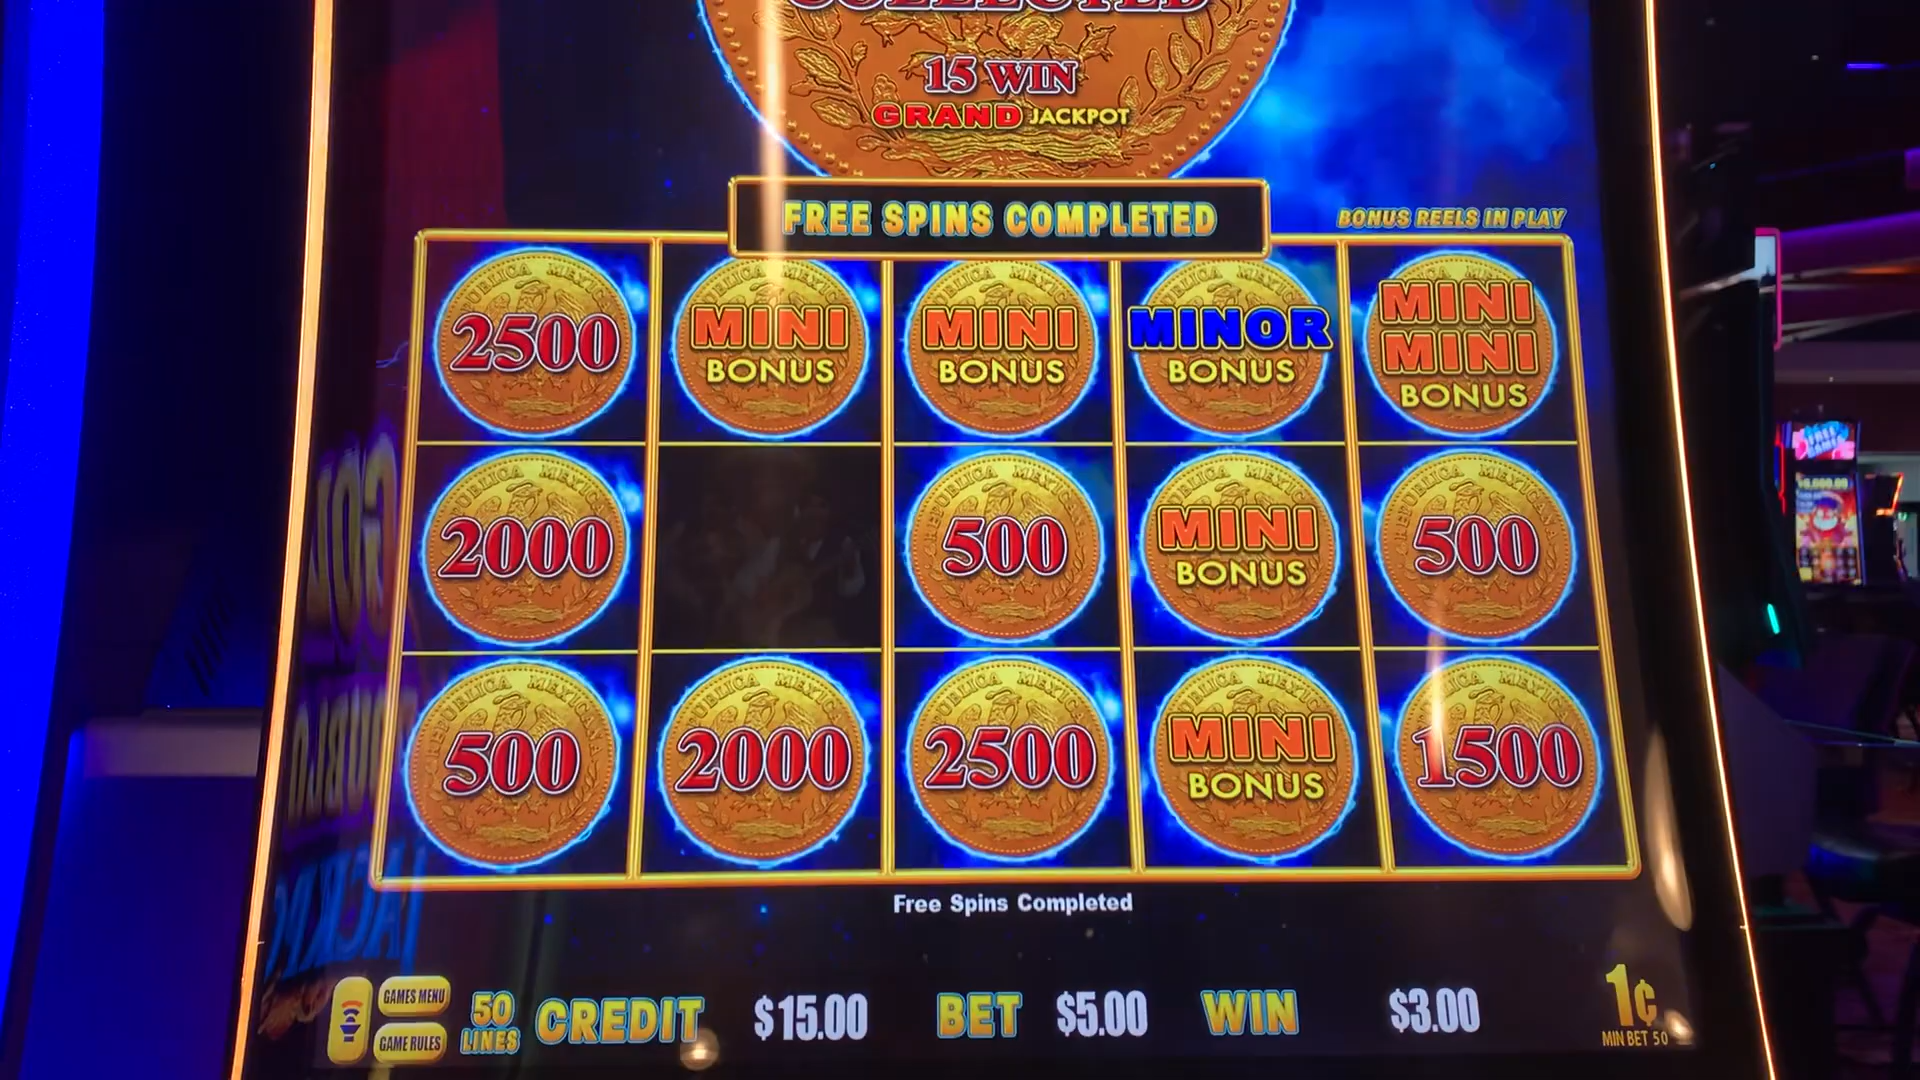 COLLECTED
15 WIN
GRAND JACKPOT
FREE SPINS COMPLETED
BONUS REELS IN PLAY
2500
MINI
BONUS
MINI
BONUS
MINOR
BONUS
MINI
MINI
BONUS
2000
500
MINI
BONUS
500
500
2000
2500
MINI
BONUS
1500
Free Spins Completed
GAMES MENU
GAME RULES
50
LINES
CREDIT $15.00 BET $5.00 WIN $3.00
1¢
MIN BET 50